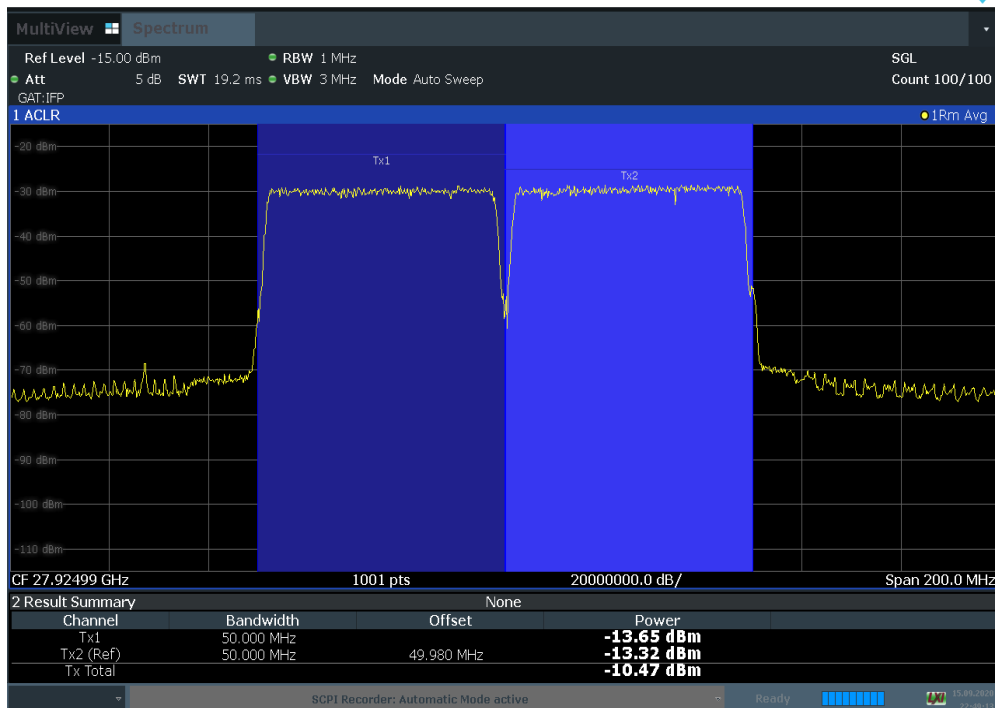 MultiView Spectrum
Ref Level -15.00 dBm RBW 1 MHz SGL
Att 5 dB SWT 19.2 ms VBW 3 MHz Mode Auto Sweep Count 100/100
GAT:IFP
1 ACLR 1Rm Avg
-20 dBm
Tx1
Tx2
-30 dBm
-40 dBm
-50 dBm
-60 dBm
-70 dBm
-80 dBm
-90 dBm
-100 dBm
-110 dBm
CF 27.92499 GHz 1001 pts 20000000.0 dB/ Span 200.0 MHz
2 Result Summary None
Channel Bandwidth Offset Power
Tx1 50.000 MHz -13.65 dBm
Tx2 (Ref) 50.000 MHz 49.980 MHz -13.32 dBm
Tx Total -10.47 dBm
SCPI Recorder: Automatic Mode active Ready LXI 15.09.2020